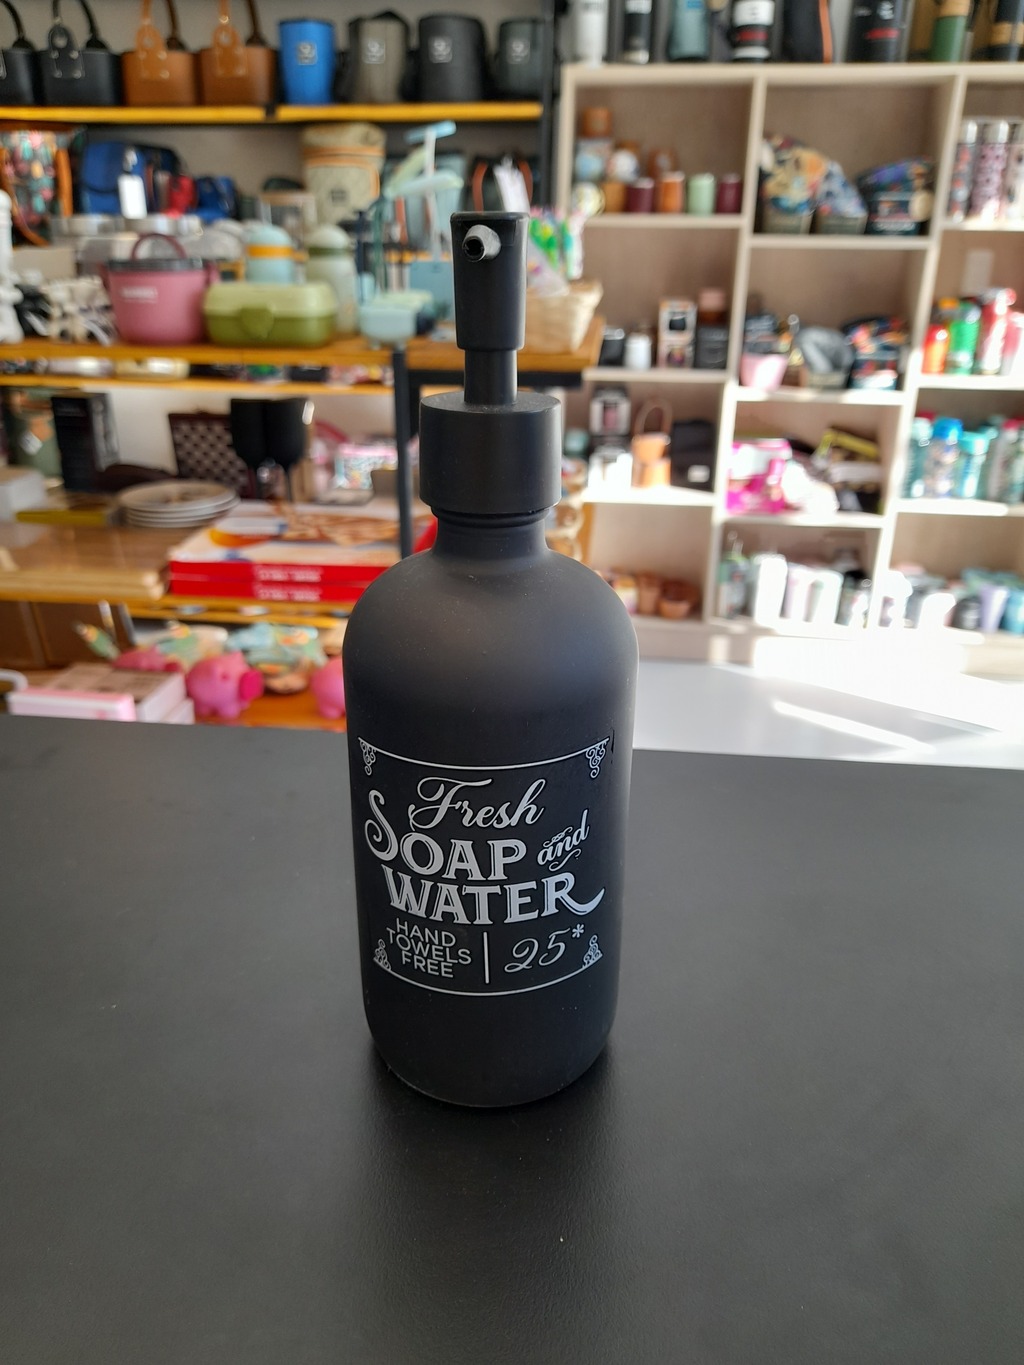 Fresh
SOAP and
WATER
HAND
TOWELS
FREE
25*